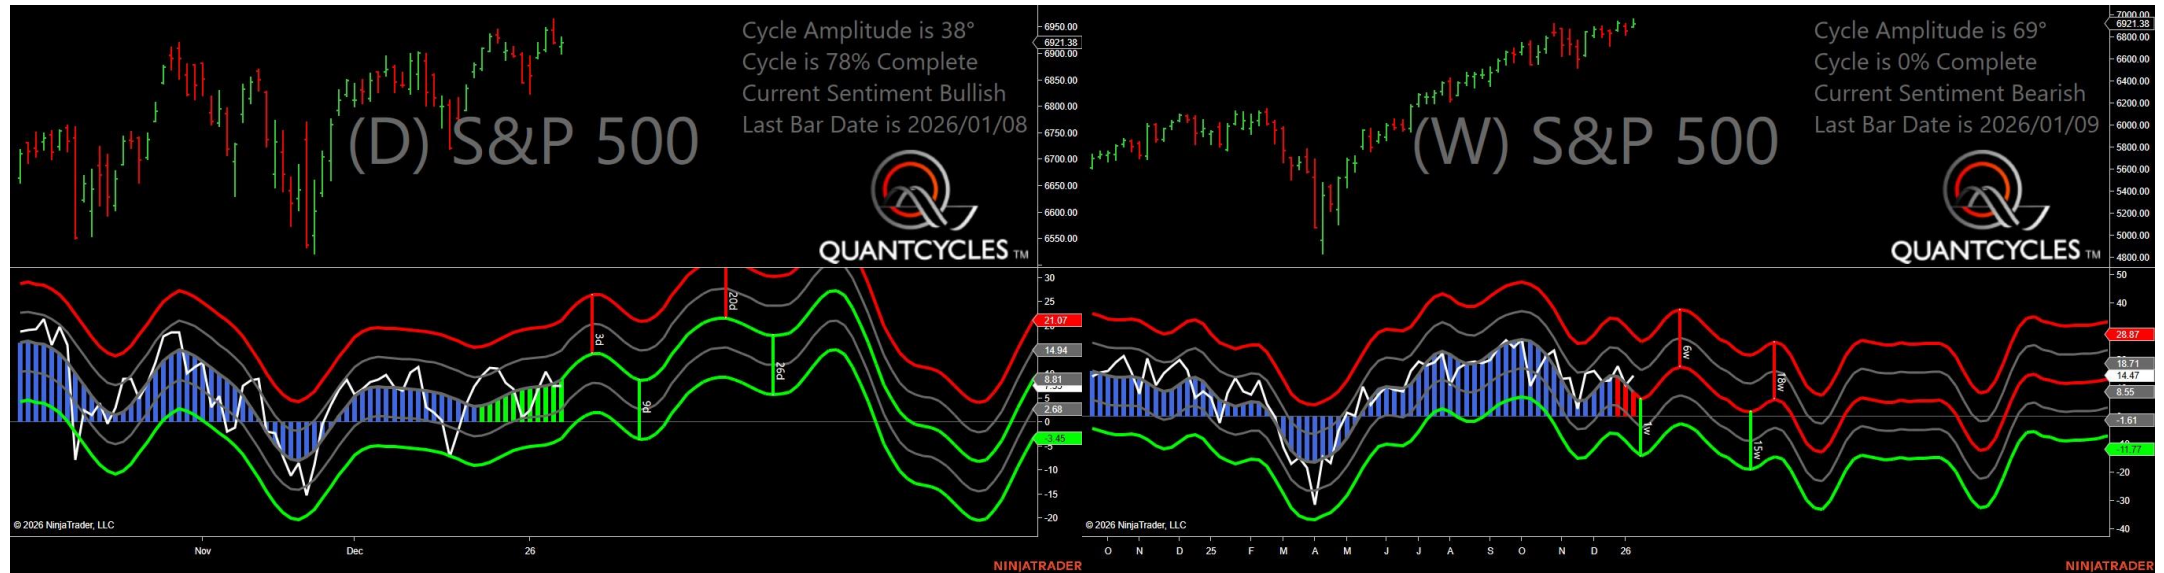 Cycle Amplitude is 38°
Cycle is 78% Complete
Current Sentiment Bullish
Last Bar Date is 2026/01/08
(D) S&P 500
QUANTCYCLES TM
6950.00
6921.38
6900.00
6850.00
6800.00
6750.00
6700.00
6650.00
6600.00
6550.00
30
25
21.07
14.94
8.81
5
2.68
0
-3.45
-10
-15
-20
3d
9d
20d
26d
© 2026 NinjaTrader, LLC
Nov
Dec
26
NINJATRADER
Cycle Amplitude is 69°
Cycle is 0% Complete
Current Sentiment Bearish
Last Bar Date is 2026/01/09
(W) S&P 500
QUANTCYCLES TM
7000.00
6921.38
6800.00
6600.00
6400.00
6200.00
6000.00
5800.00
5600.00
5400.00
5200.00
5000.00
4800.00
50
40
28.87
18.71
14.47
8.55
-1.61
-11.77
-20
-30
-40
1w
6w
15w
18w
© 2026 NinjaTrader, LLC
O N D 25 F M A M J J A S O N D 26
NINJATRADER